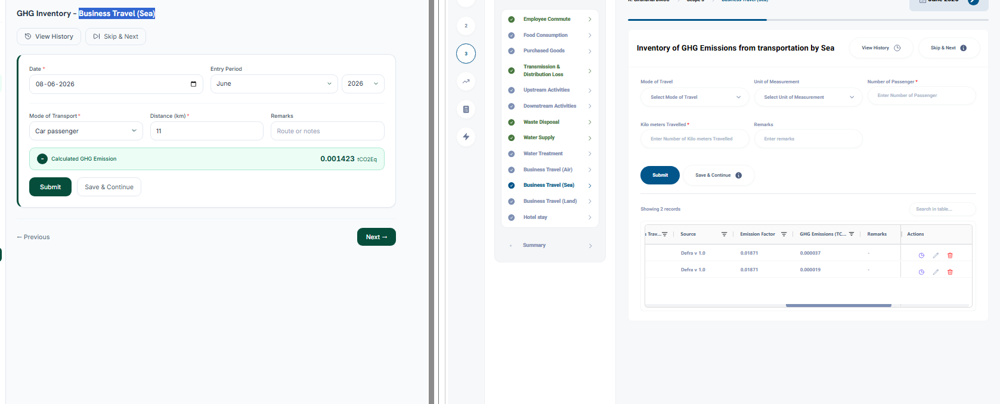 GHG Inventory – Business Travel (Sea)
View History
Skip & Next
Date *
Entry Period
08-06-2026
June
2026
Mode of Transport *
Distance (km) *
Remarks
Car passenger
11
Route or notes
Calculated GHG Emission
0.001423 tCO2Eq
Submit
Save & Continue
← Previous
Next →
2
3
Employee Commute
Food Consumption
Purchased Goods
Transmission &
Distribution Loss
Upstream Activities
Downstream Activities
Waste Disposal
Water Supply
Water Treatment
Business Travel (Air)
Business Travel (Sea)
Business Travel (Land)
Hotel stay
Summary
Business Travel (Sea)
June 2026
Inventory of GHG Emissions from transportation by Sea
View History
Skip & Next
Mode of Travel
Unit of Measurement
Number of Passenger *
Select Mode of Travel
Select Unit of Measurement
Enter Number of Passenger
Kilo meters Travelled *
Remarks
Enter Number of Kilo meters Travelled
Enter remarks
Submit
Save & Continue
Showing 2 records
Search in table...
s Trav...
Source
Emission Factor
GHG Emissions (TC...
Remarks
Actions
Defra v 1.0
0.01871
0.000037
-
Defra v 1.0
0.01871
0.000019
-